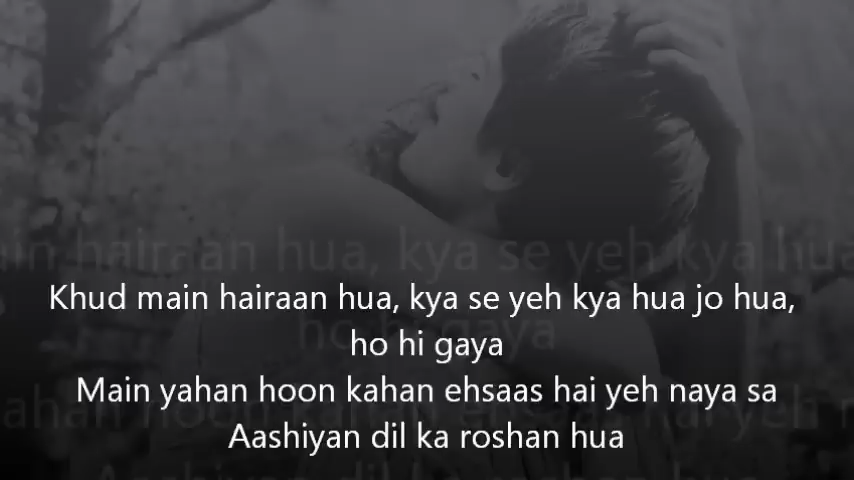 Khud main hairaan hua, kya se yeh kya hua jo hua,
ho hi gaya
Main yahan hoon kahan ehsaas hai yeh naya sa
Aashiyan dil ka roshan hua